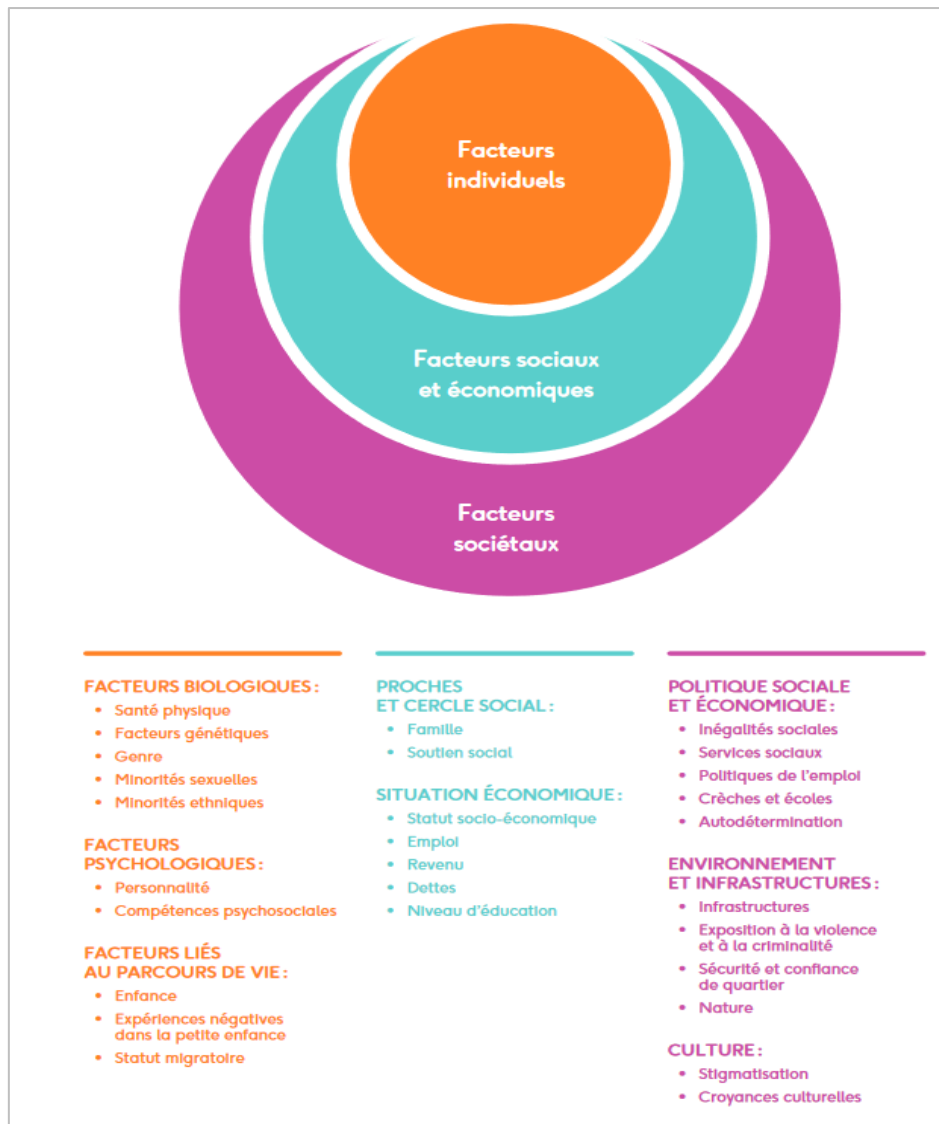 Facteurs
individuels
Facteurs sociaux
et économiques
Facteurs
sociétaux
FACTEURS BIOLOGIQUES :
• Santé physique
• Facteurs génétiques
• Genre
• Minorités sexuelles
• Minorités ethniques
FACTEURS
PSYCHOLOGIQUES :
• Personnalité
• Compétences psychosociales
FACTEURS LIÉS
AU PARCOURS DE VIE :
• Enfance
• Expériences négatives
dans la petite enfance
• Statut migratoire
PROCHES
ET CERCLE SOCIAL :
• Famille
• Soutien social
SITUATION ÉCONOMIQUE :
• Statut socio-économique
• Emploi
• Revenu
• Dettes
• Niveau d'éducation
POLITIQUE SOCIALE
ET ÉCONOMIQUE :
• Inégalités sociales
• Services sociaux
• Politiques de l'emploi
• Crèches et écoles
• Autodétermination
ENVIRONNEMENT
ET INFRASTRUCTURES :
• Infrastructures
• Exposition à la violence
et à la criminalité
• Sécurité et confiance
de quartier
• Nature
CULTURE :
• Stigmatisation
• Croyances culturelles